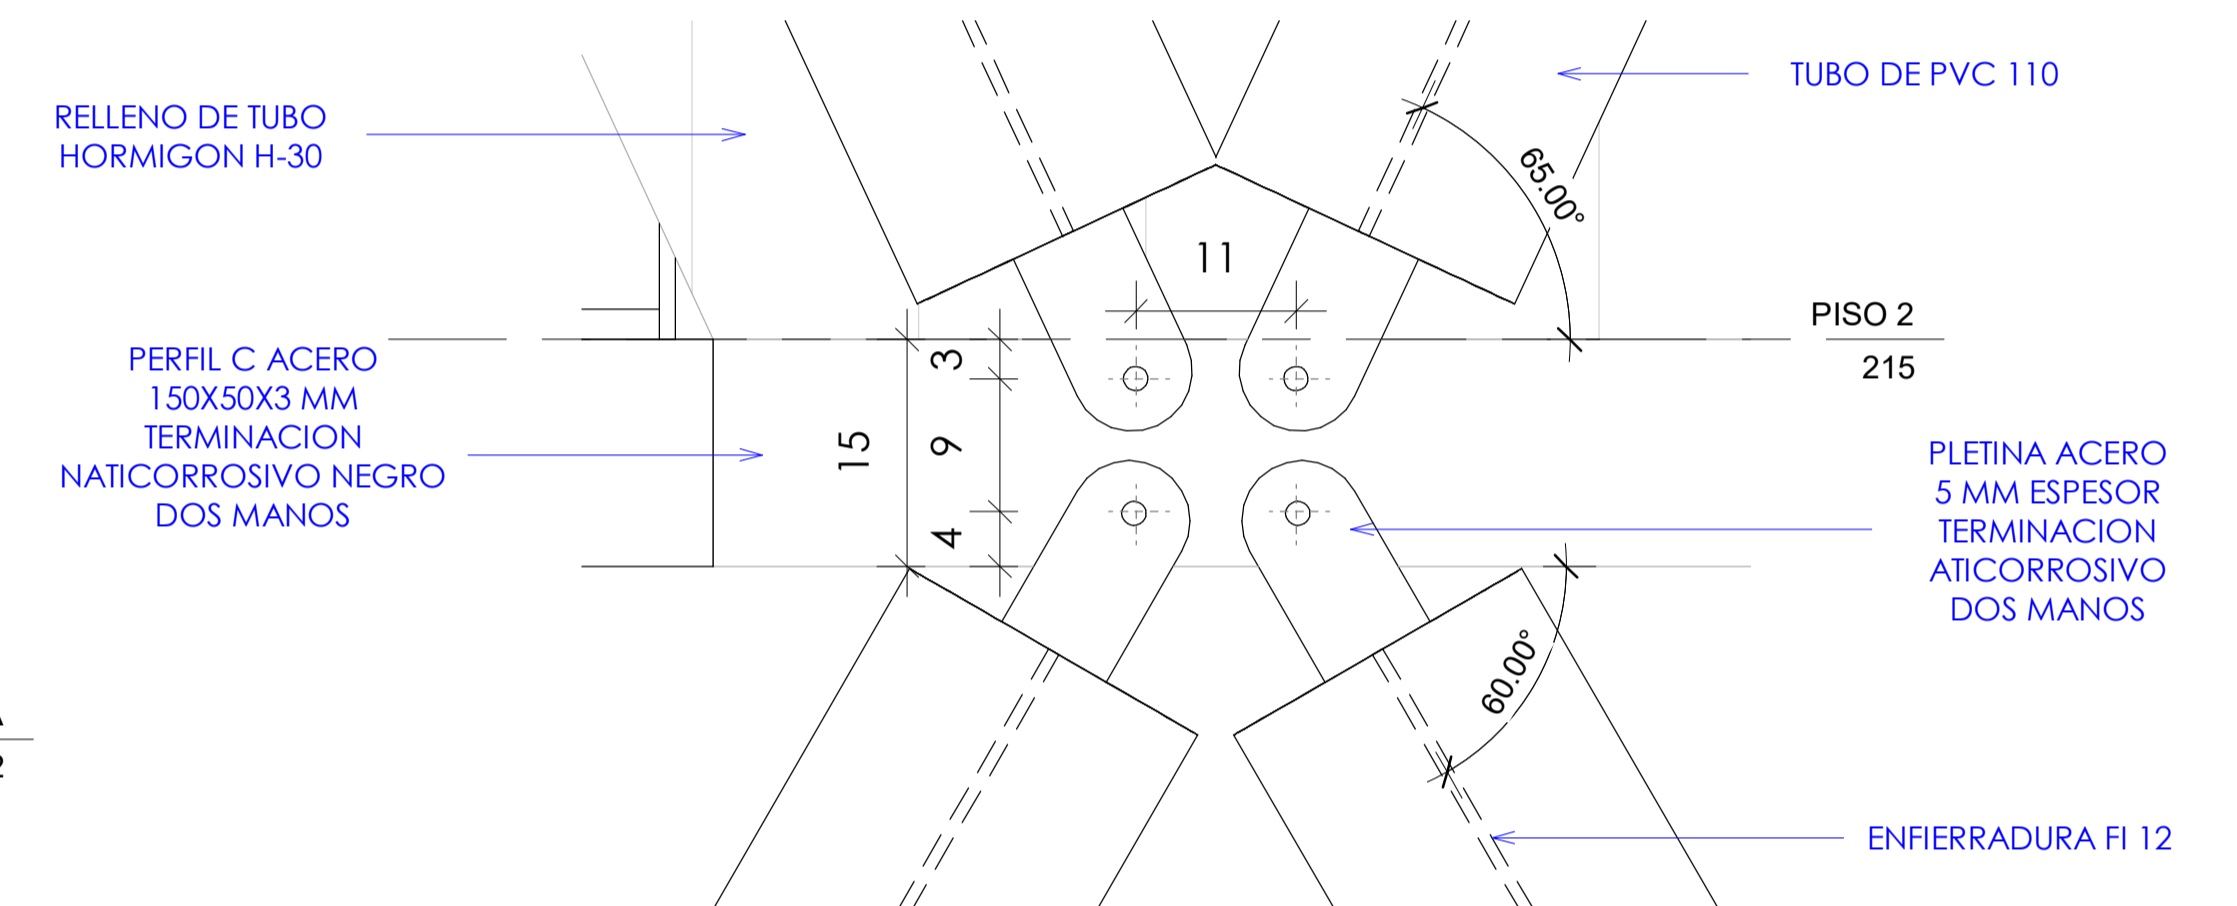 RELLENO DE TUBO
HORMIGON H-30
TUBO DE PVC 110
65.00°
11
PISO 2
215
PERFIL C ACERO
150X50X3 MM
TERMINACION
NATICORROSIVO NEGRO
DOS MANOS
15
3
9
4
PLETINA ACERO
5 MM ESPESOR
TERMINACION
ATICORROSIVO
DOS MANOS
60.00°
ENFIERRADURA FI 12